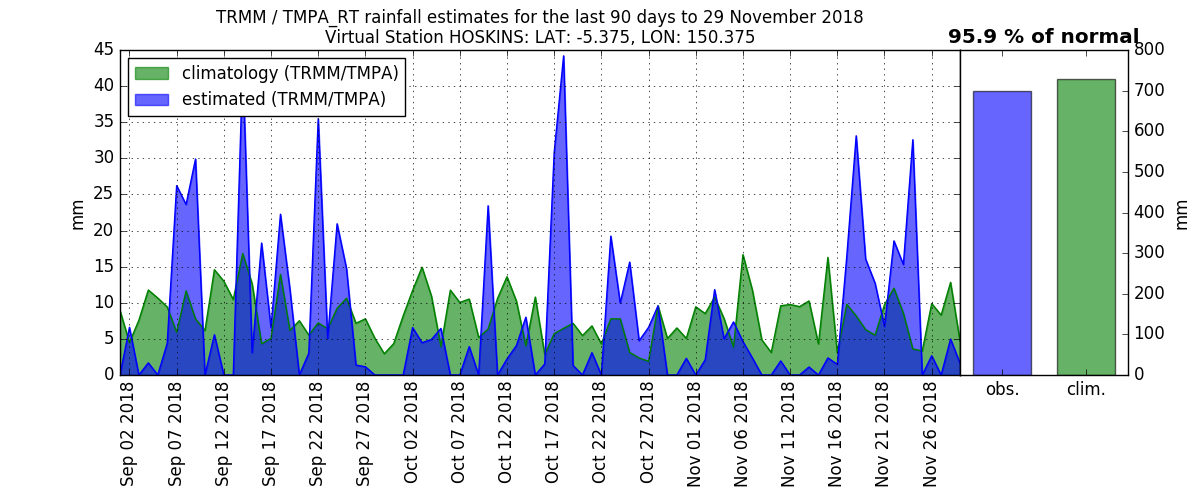 TRMM / TMPA_RT rainfall estimates for the last 90 days to 29 November 2018
Virtual Station HOSKINS: LAT: -5.375, LON: 150.375
95.9 % of normal
climatology (TRMM/TMPA)
estimated (TRMM/TMPA)
mm
45
40
35
30
25
20
15
10
5
0
800
700
600
500
400
300
200
100
0
mm
Sep 02 2018
Sep 07 2018
Sep 12 2018
Sep 17 2018
Sep 22 2018
Sep 27 2018
Oct 02 2018
Oct 07 2018
Oct 12 2018
Oct 17 2018
Oct 22 2018
Oct 27 2018
Nov 01 2018
Nov 06 2018
Nov 11 2018
Nov 16 2018
Nov 21 2018
Nov 26 2018
obs.
clim.